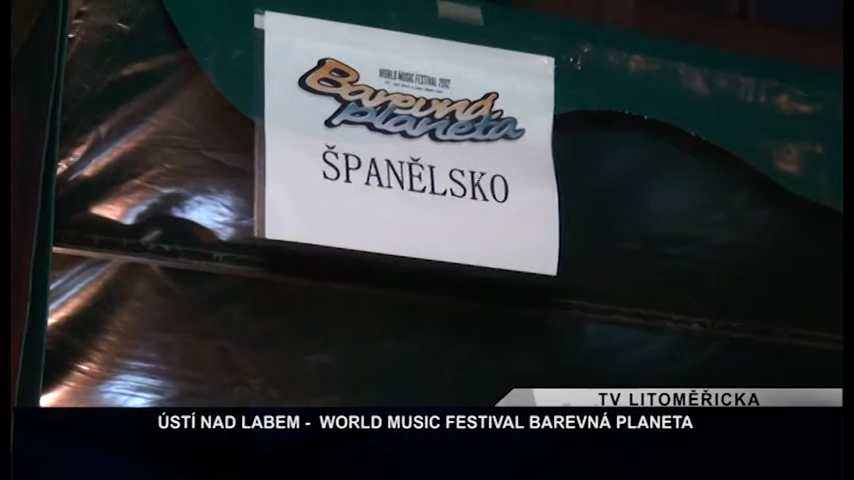 WORLD MUSIC FESTIVAL 2012
Barevná
planeta
ŠPANĚLSKO
TV LITOMĚŘICKA
ÚSTÍ NAD LABEM - WORLD MUSIC FESTIVAL BAREVNÁ PLANETA